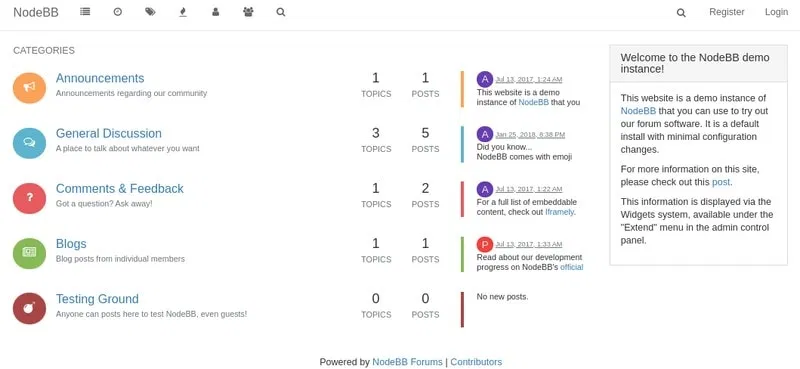 NodeBB
Register
Login
CATEGORIES
Announcements
Announcements regarding our community
1
TOPICS
1
POSTS
A
Jul 13, 2017, 1:24 AM
This website is a demo
instance of NodeBB that you
General Discussion
A place to talk about whatever you want
3
TOPICS
5
POSTS
A
Jan 25, 2018, 8:38 PM
Did you know...
NodeBB comes with emoji
Comments & Feedback
Got a question? Ask away!
1
TOPICS
2
POSTS
A
Jul 13, 2017, 1:22 AM
For a full list of embeddable
content, check out Iframely.
Blogs
Blog posts from individual members
1
TOPICS
1
POSTS
P
Jul 13, 2017, 1:33 AM
Read about our development
progress on NodeBB's official
Testing Ground
Anyone can posts here to test NodeBB, even guests!
0
TOPICS
0
POSTS
No new posts.
Welcome to the NodeBB demo
instance!
This website is a demo instance of
NodeBB that you can use to try out
our forum software. It is a default
install with minimal configuration
changes.
For more information on this site,
please check out this post.
This information is displayed via the
Widgets system, available under the
"Extend" menu in the admin control
panel.
Powered by NodeBB Forums | Contributors